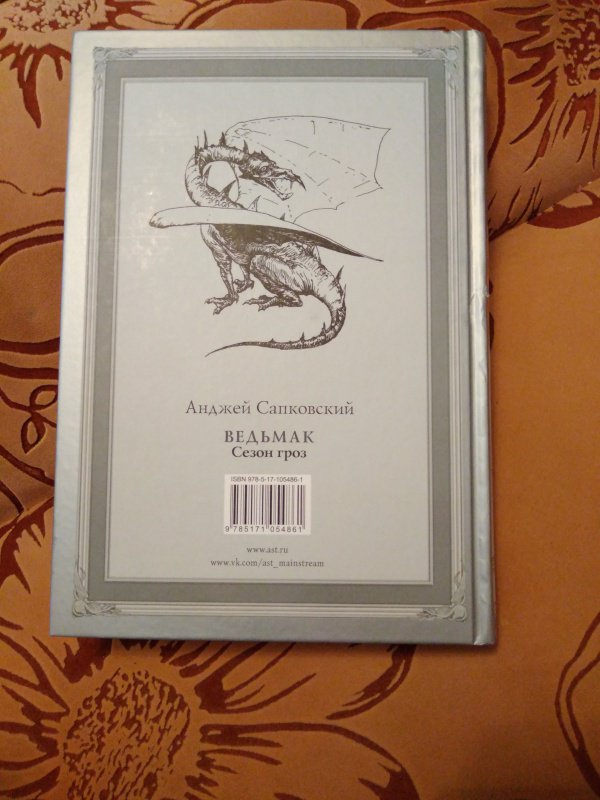 Анджей Сапковский
ВЕДЬМАК
Сезон гроз
ISBN 978-5-17-105486-1
9 785171 054861
www.ast.ru
www.vk.com/ast_mainstream